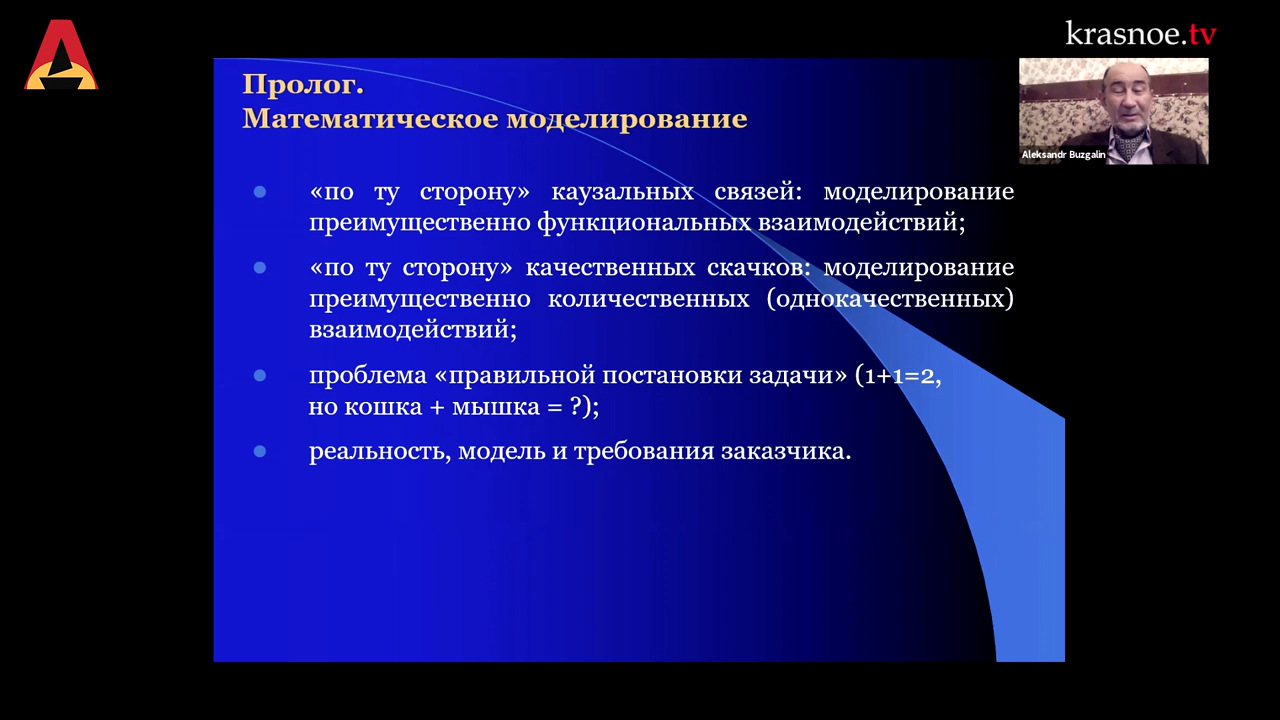 krasnoe.tv
Пролог.
Математическое моделирование
Aleksandr Buzgalin
«по ту сторону» каузальных связей: моделирование
преимущественно функциональных взаимодействий;
«по ту сторону» качественных скачков: моделирование
преимущественно количественных (однокачественных)
взаимодействий;
проблема «правильной постановки задачи» (1+1=2,
но кошка + мышка = ?);
реальность, модель и требования заказчика.